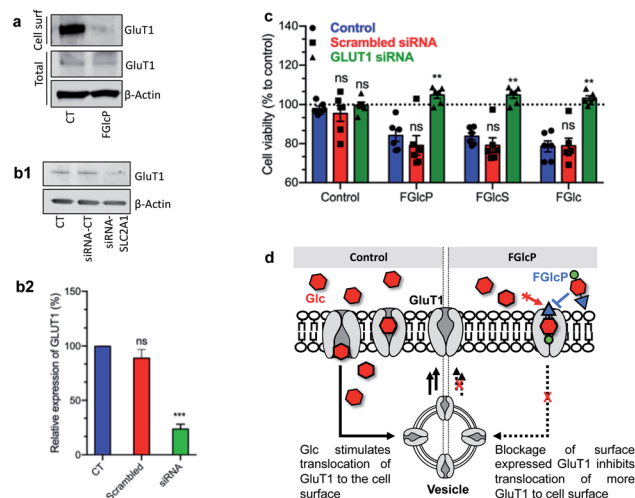 a
Cell surf
GluT1
Total
GluT1
β-Actin
CT
FGlcP
b1
GluT1
β-Actin
CT
siRNA-CT
siRNA-
SLC2A1
b2
Relative expression of GLUT1 (%)
150
100
50
0
ns
***
CT
Scrambled
siRNA
c
Control
Scrambled siRNA
GLUT1 siRNA
Cell viability (% to control)
140
120
100
80
60
ns
ns
ns
**
ns
**
ns
**
Control
FGlcP
FGlcS
FGlc
d
Control
FGlcP
Glc
GluT1
FGlcP
Glc stimulates
translocation of
GluT1 to the cell
surface
Vesicle
Blockage of surface
expressed GluT1 inhibits
translocation of more
GluT1 to cell surface